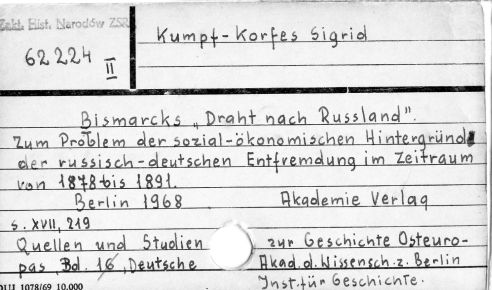 Zakł. Hist. Narodów ZSRR
Kumpf-Korfes Sigrid
62224
II
Bismarcks „Draht nach Russland".
Zum Problem der sozial-ökonomischen Hintergründe
der russisch-deutschen Entfremdung im Zeitraum
von 1878 bis 1891.
Berlin 1968 Akademie Verlag
s. XVII, 219
Quellen und Studien zur Geschichte Osteuro-
pas, Bd. 16, Deutsche Akad. d. Wissensch. z. Berlin
Inst. für Geschichte.
1078/69 10.000